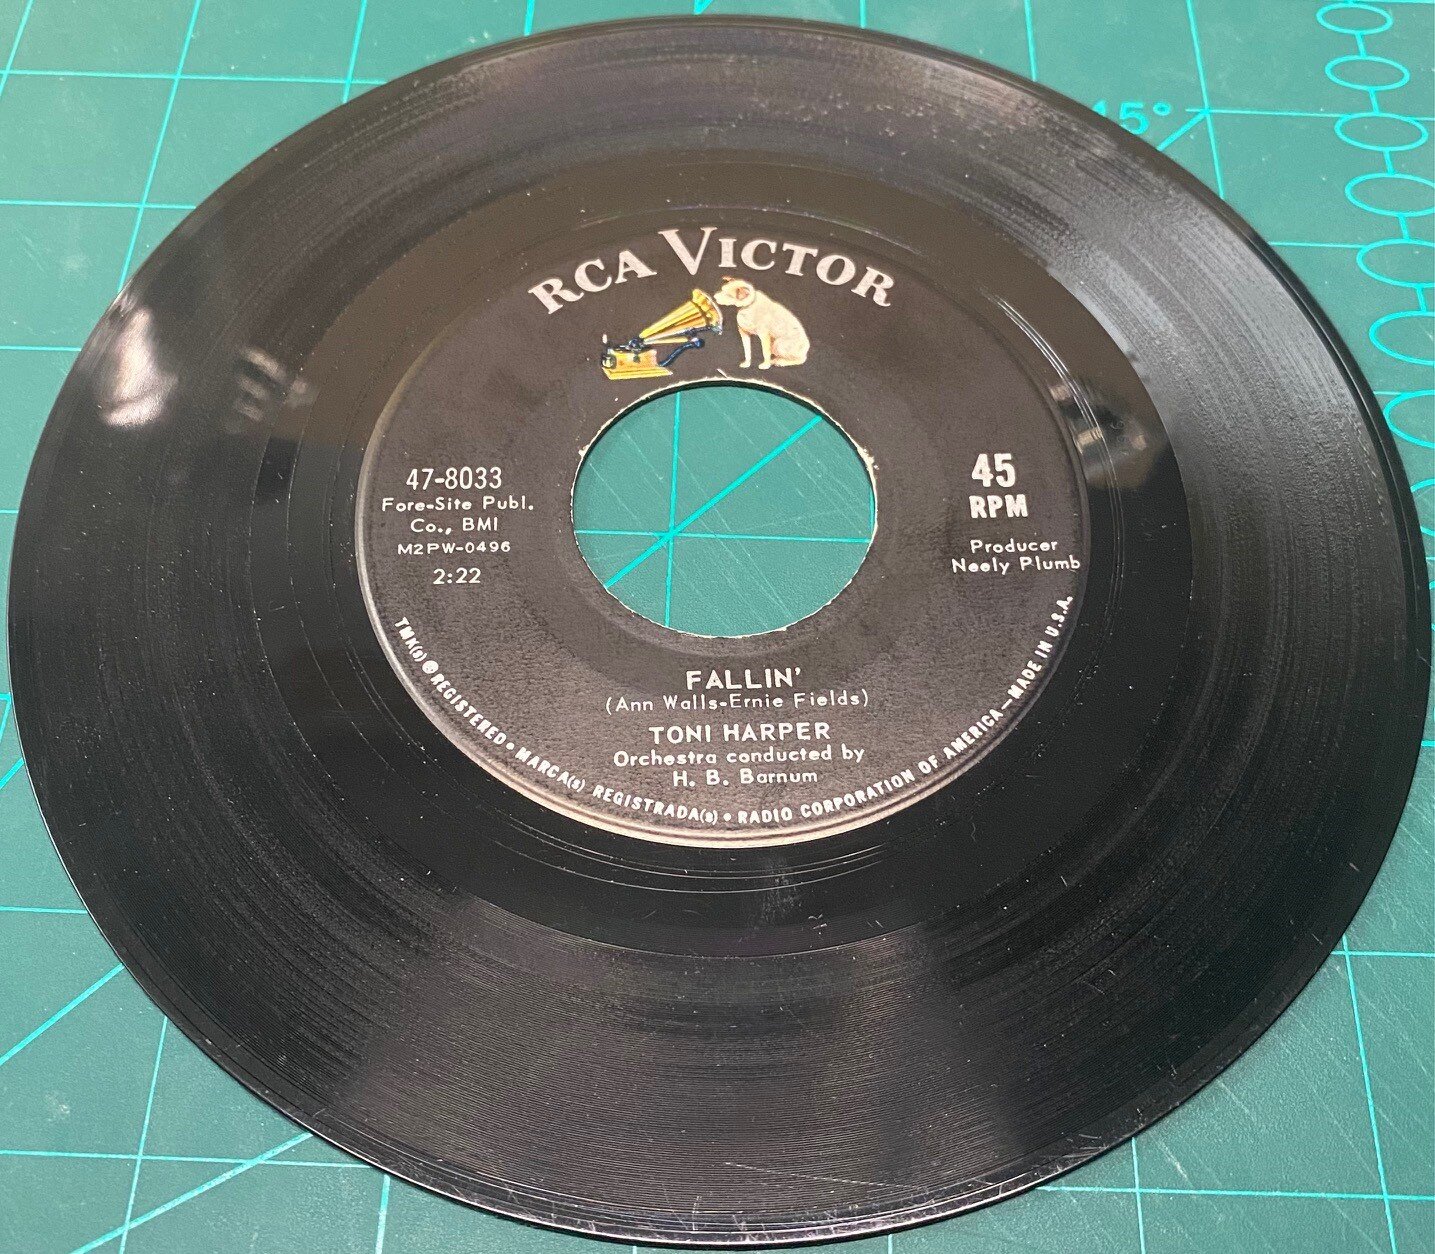 RCA VICTOR
47-8033
Fore-Site Publ.
Co., BMI
M2PW-0496
2:22
45
RPM
Producer
Neely Plumb
FALLIN'
(Ann Walls-Ernie Fields)
TONI HARPER
Orchestra conducted by
H. B. Barnum
TMK(s) ® REGISTERED • MARCA(s) REGISTRADA(s) • RADIO CORPORATION OF AMERICA—MADE IN U.S.A.
45°